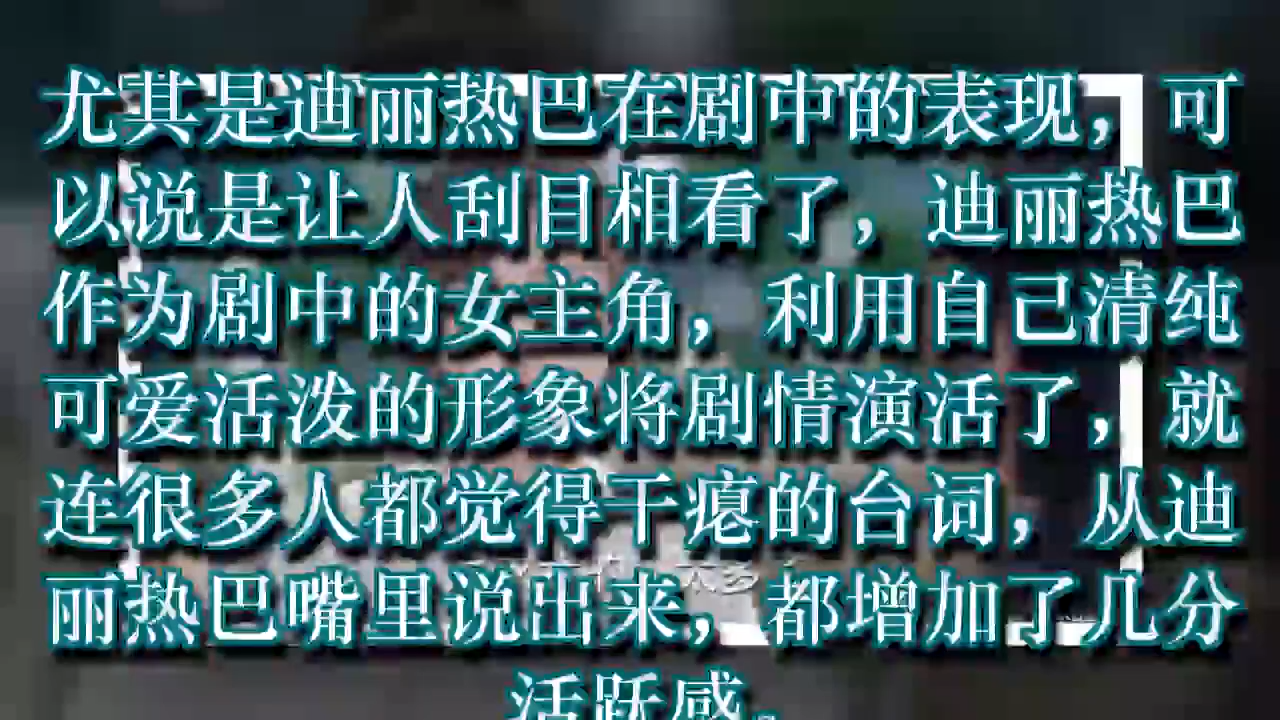 尤其是迪丽热巴在剧中的表现，可
以说是让人刮目相看了，迪丽热巴
作为剧中的女主角，利用自己清纯
可爱活泼的形象将剧情演活了，就
连很多人都觉得干瘪的台词，从迪
丽热巴嘴里说出来，都增加了几分
活跃感。